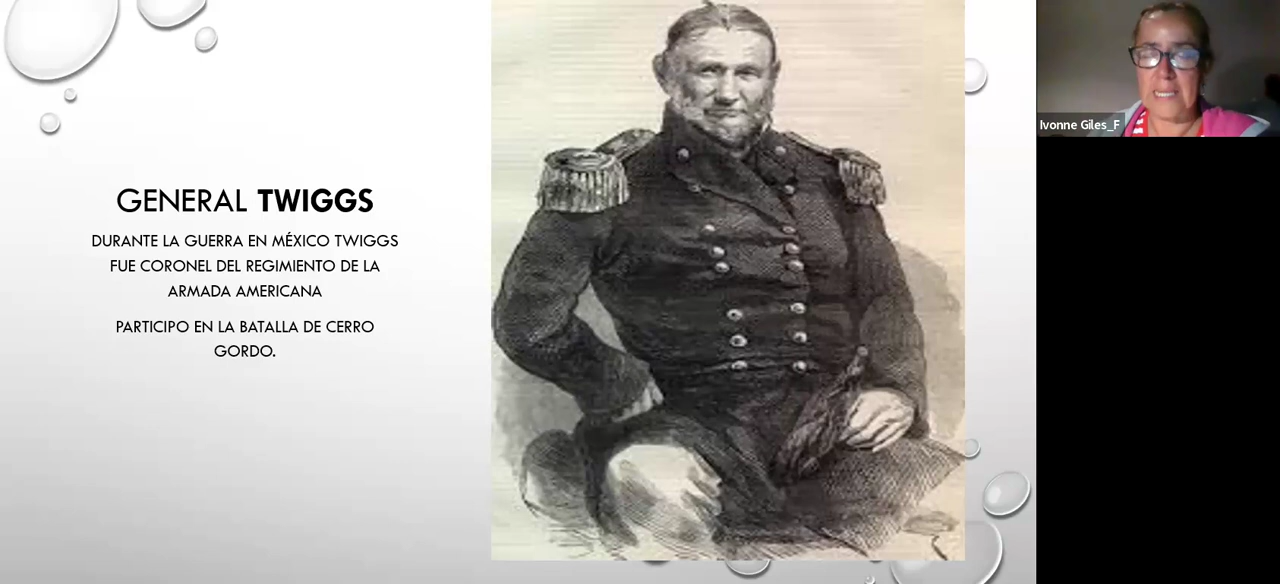 GENERAL TWIGGS
DURANTE LA GUERRA EN MÉXICO TWIGGS
FUE CORONEL DEL REGIMIENTO DE LA
ARMADA AMERICANA
PARTICIPO EN LA BATALLA DE CERRO
GORDO.
Ivonne Giles_F